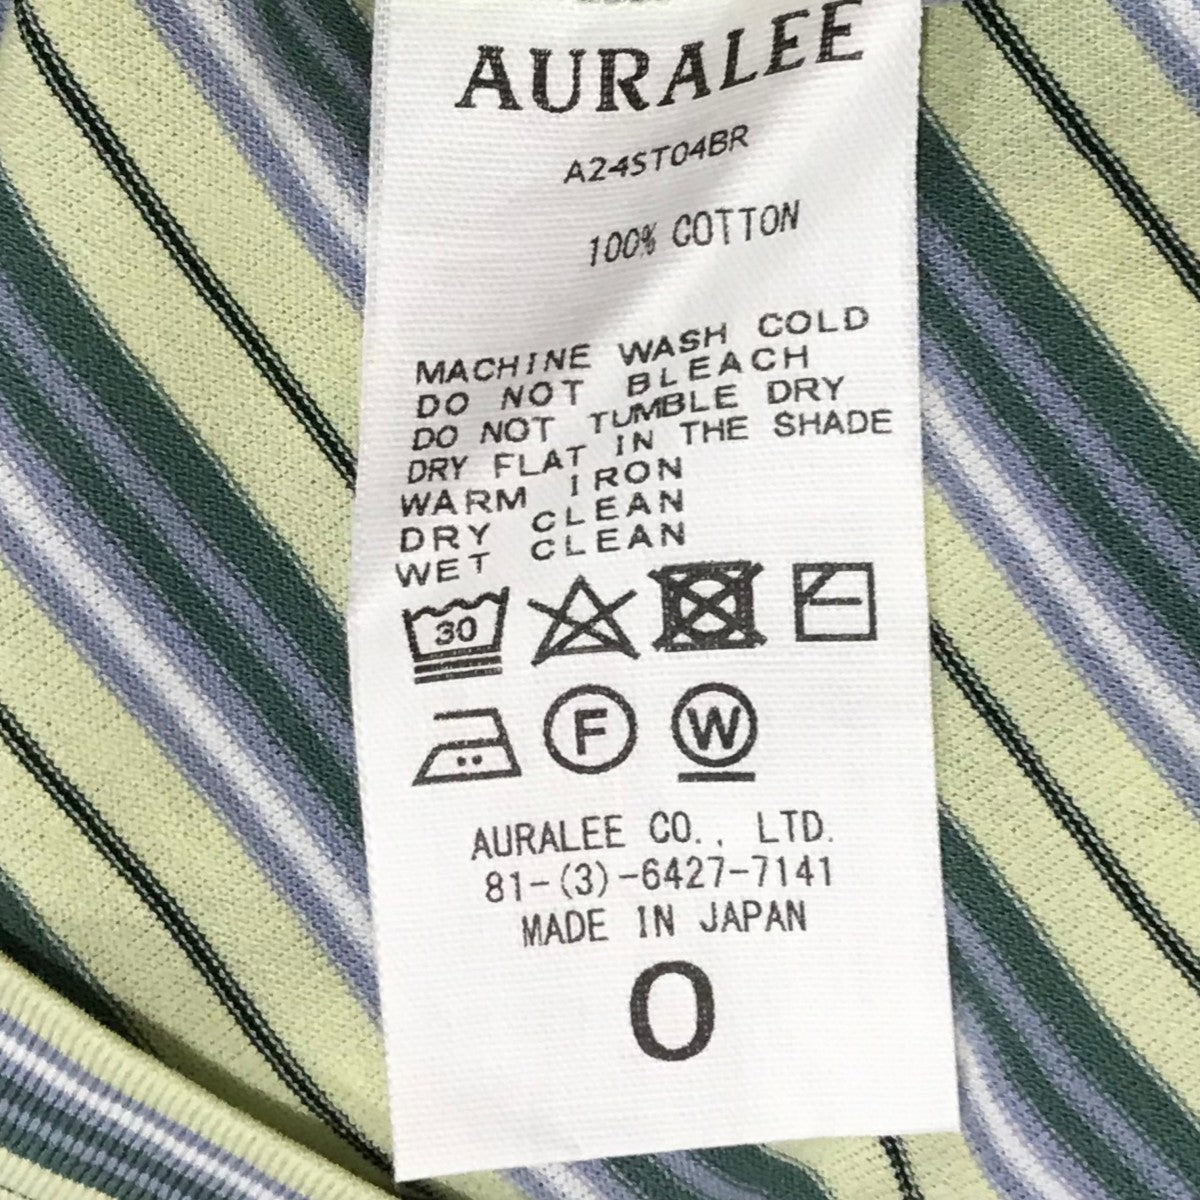 AURALEE
A24ST04BR
100% COTTON
MACHINE WASH COLD
DO NOT BLEACH
DO NOT TUMBLE DRY
DRY FLAT IN THE SHADE
WARM IRON
DRY CLEAN
WET CLEAN
30
F W
AURALEE CO., LTD.
81-(3)-6427-7141
MADE IN JAPAN
0